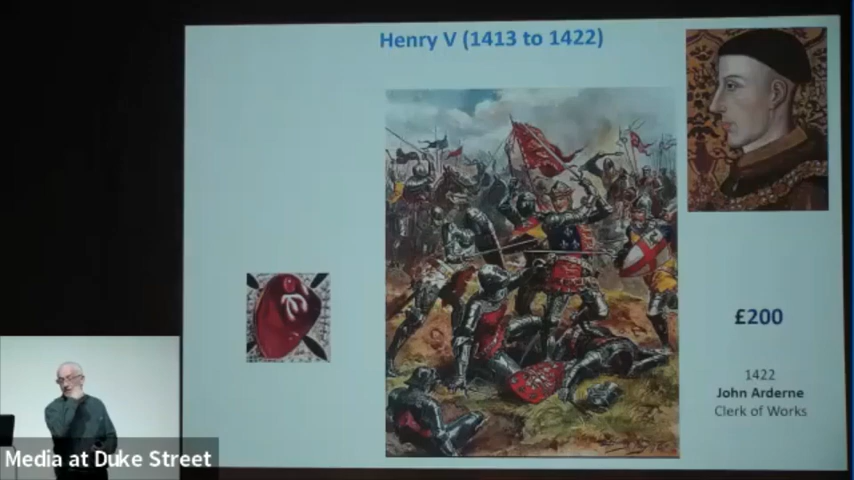 Henry V (1413 to 1422)
£200
1422
John Arderne
Clerk of Works
Media at Duke Street